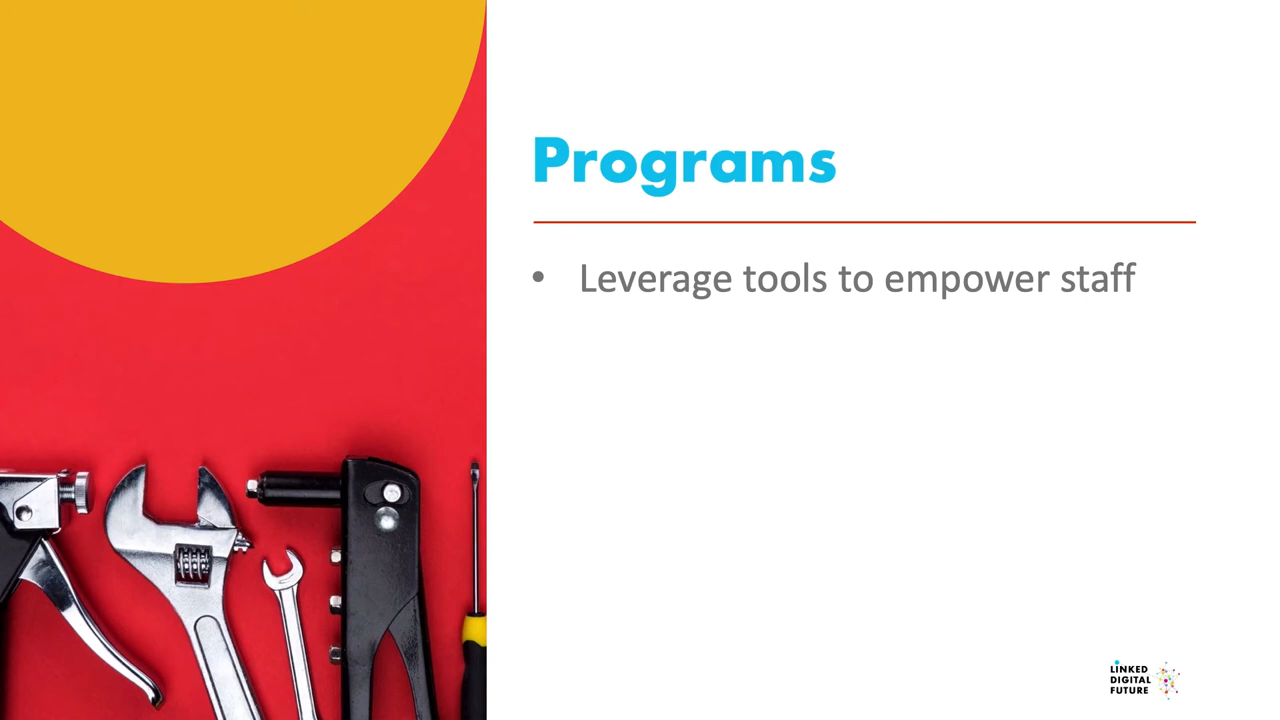 Programs
• Leverage tools to empower staff
LINKED
DIGITAL
FUTURE